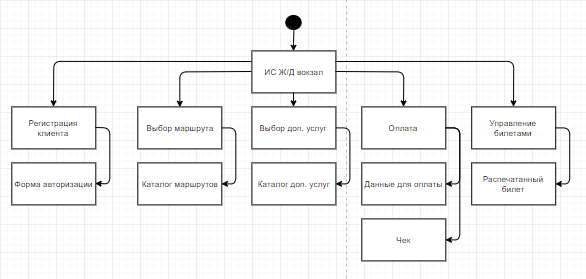 ИС Ж/Д вокзал
Регистрация
клиента
Выбор маршрута
Выбор доп. услуг
Оплата
Управление
билетами
Форма авторизации
Каталог маршрутов
Каталог доп. услуг
Данные для оплаты
Распечатанный
билет
Чек